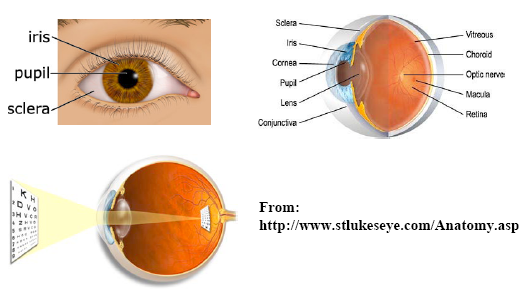 iris
pupil
sclera
Sclera
Iris
Cornea
Pupil
Lens
Conjunctiva
Vitreous
Choroid
Optic nerve
Macula
Retina
K H
D V O
From:
http://www.stlukeseye.com/Anatomy.asp